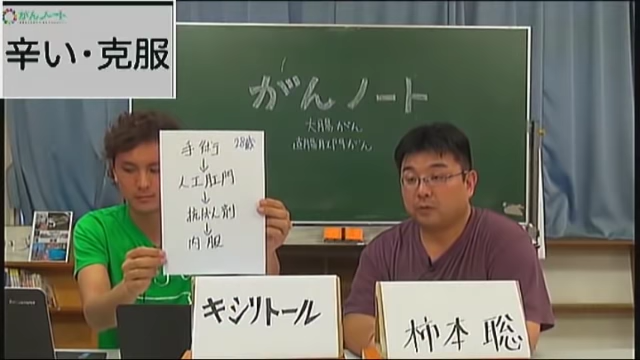 がんノート
辛い・克服
がんノート
大腸がん
直腸肛門がん
手術 28歳
↓
人工肛門
↓
抗がん剤
↓
内服
キシリトール
柿本 聡